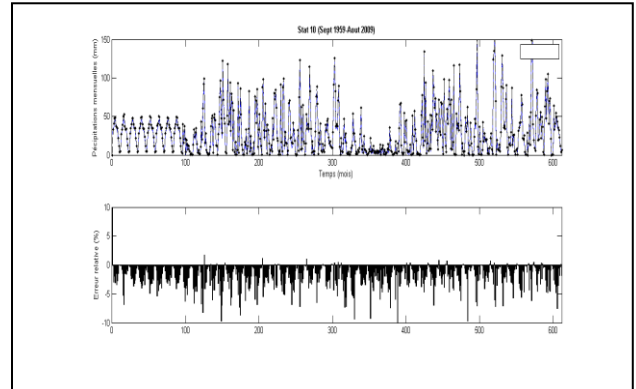 Stat 10 (Sept 1959-Aout 2009)
Pécipitations mensuelles (mm)
150
100
50
0
0 100 200 300 400 500 600
Temps (mois)
Erreur relative (%)
10
5
0
-5
-10
0 100 200 300 400 500 600